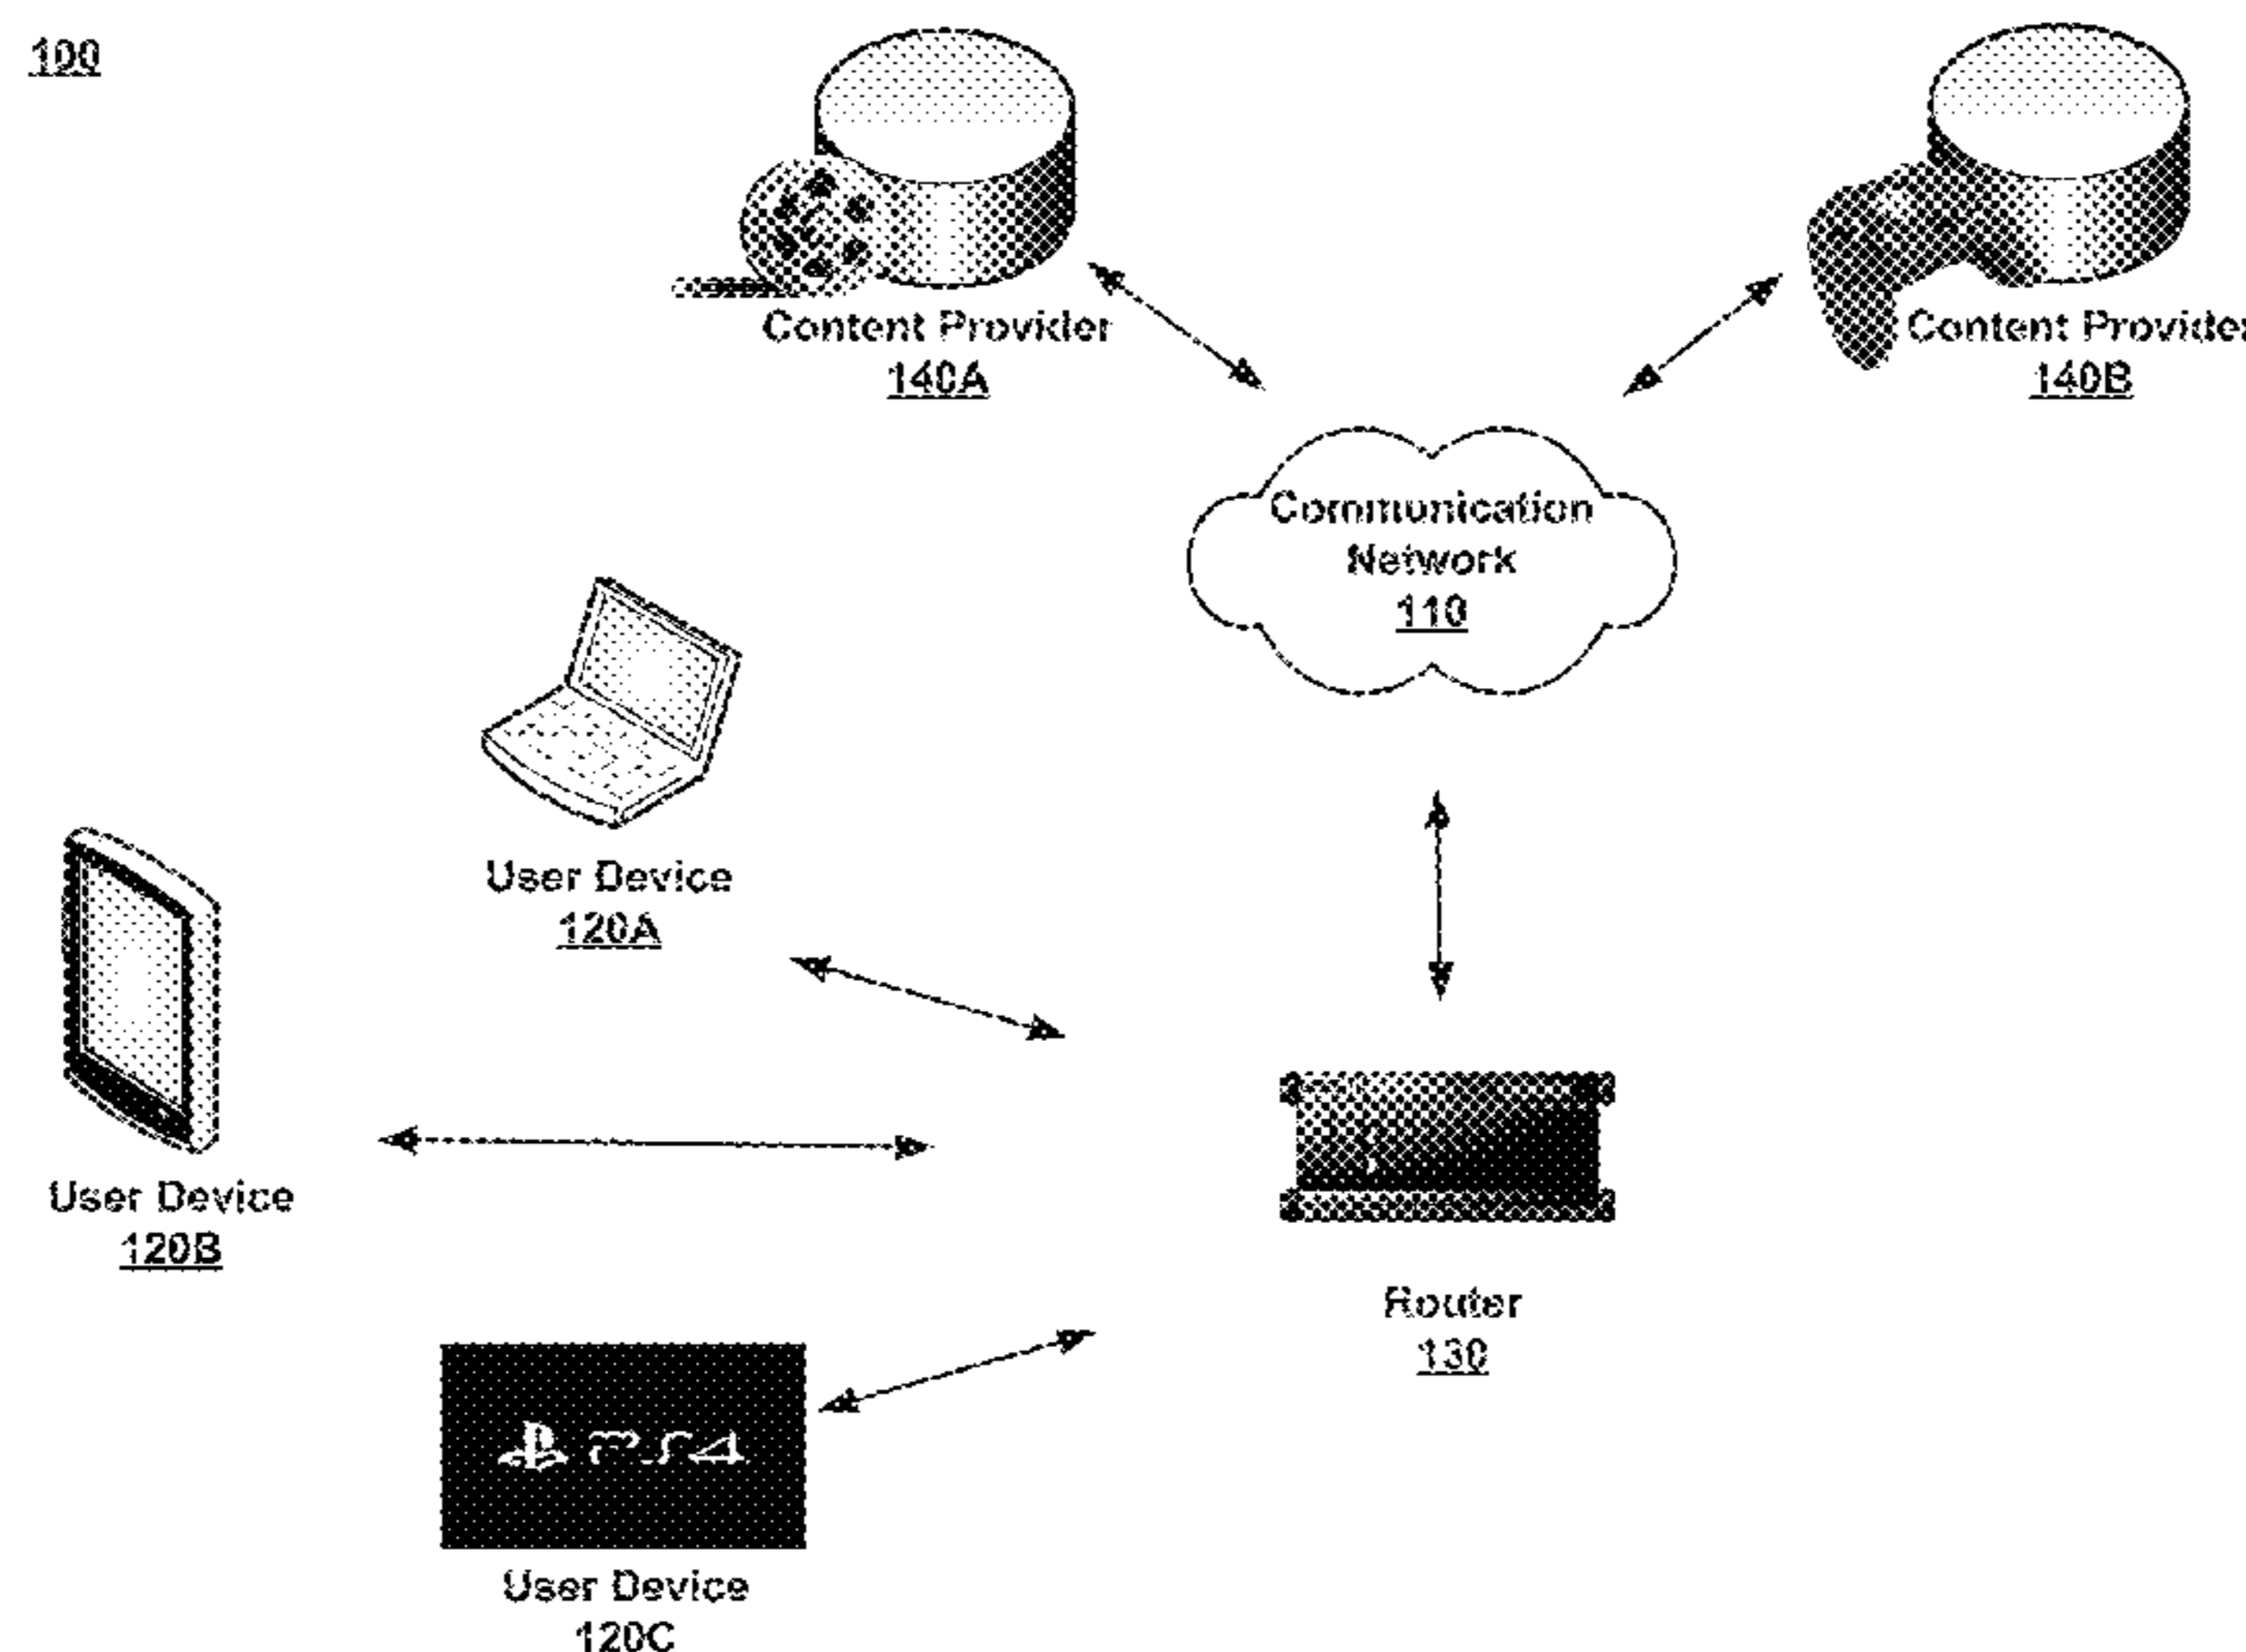 100
Content Provider
140A
Content Provider
140B
Communication
Network
110
User Device
120A
User Device
120B
Router
130
PS4
User Device
120C